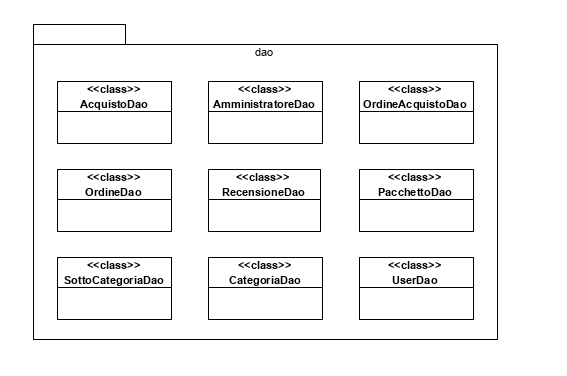 dao
<<class>>
AcquistoDao
<<class>>
AmministratoreDao
<<class>>
OrdineAcquistoDao
<<class>>
OrdineDao
<<class>>
RecensioneDao
<<class>>
PacchettoDao
<<class>>
SottoCategoriaDao
<<class>>
CategoriaDao
<<class>>
UserDao